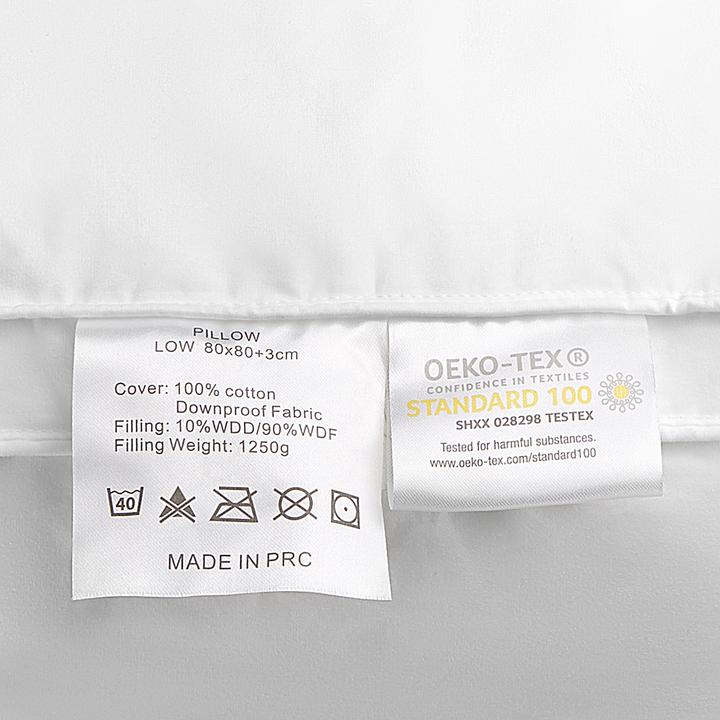 PILLOW
LOW 80x80+3cm
Cover: 100% cotton
Downproof Fabric
Filling: 10%WDD/90%WDF
Filling Weight: 1250g
40
MADE IN PRC
OEKO-TEX®
CONFIDENCE IN TEXTILES
STANDARD 100
SHXX 028298 TESTEX
Tested for harmful substances.
www.oeko-tex.com/standard100